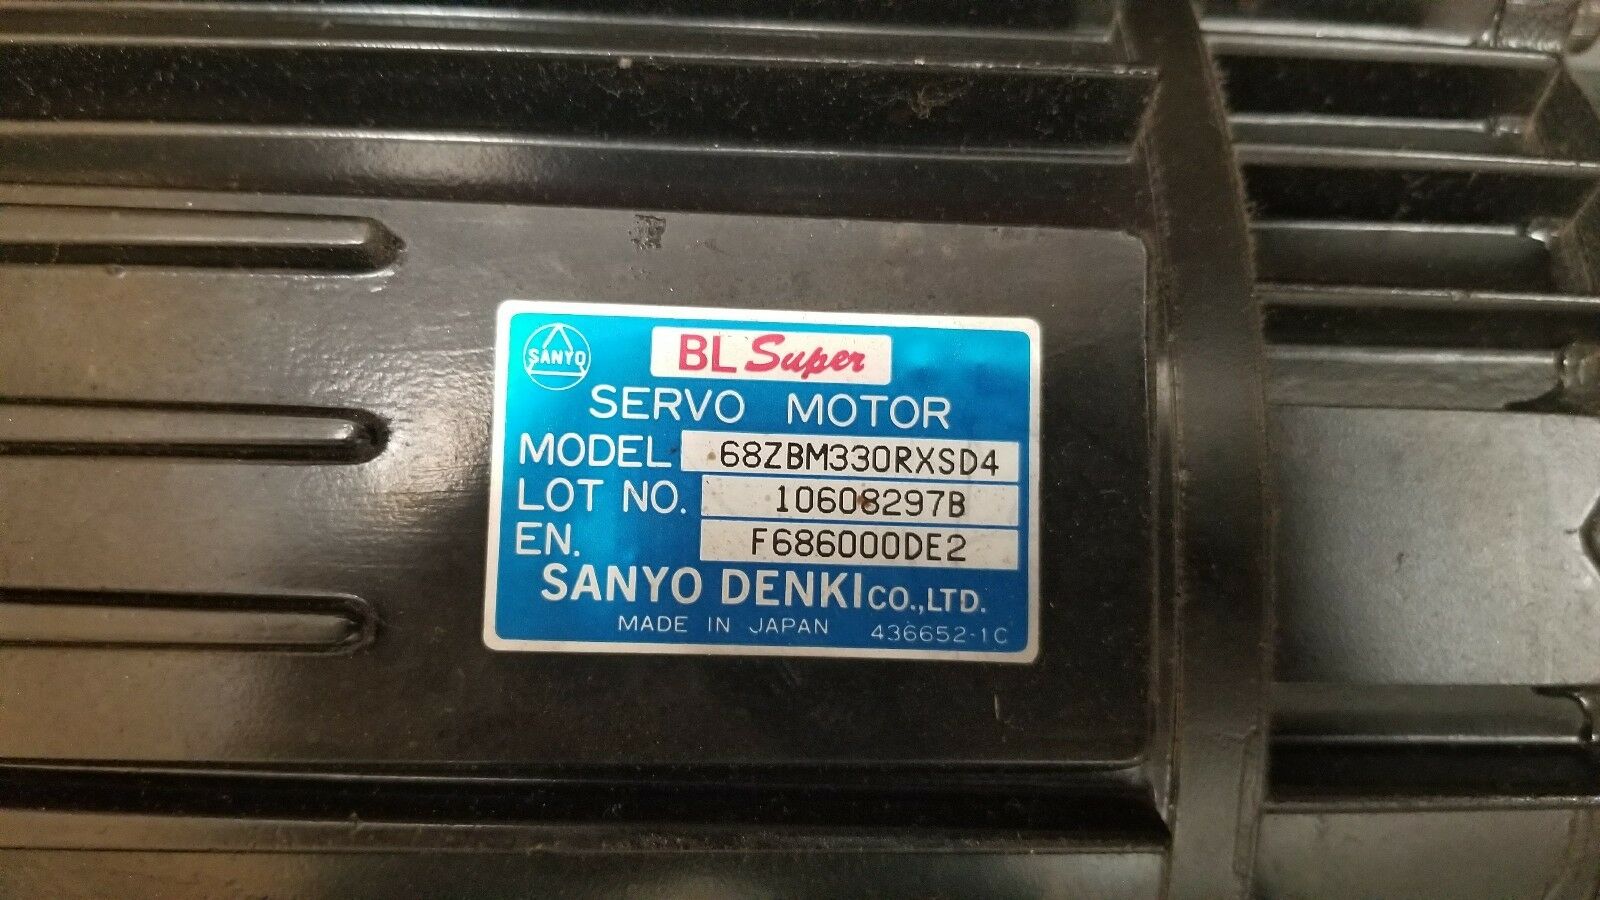 SANYO
BL Super
SERVO MOTOR
MODEL 68ZBM330RXSD4
LOT NO. 10608297B
EN. F686000DE2
SANYO DENKI CO.,LTD.
MADE IN JAPAN 436652-1C